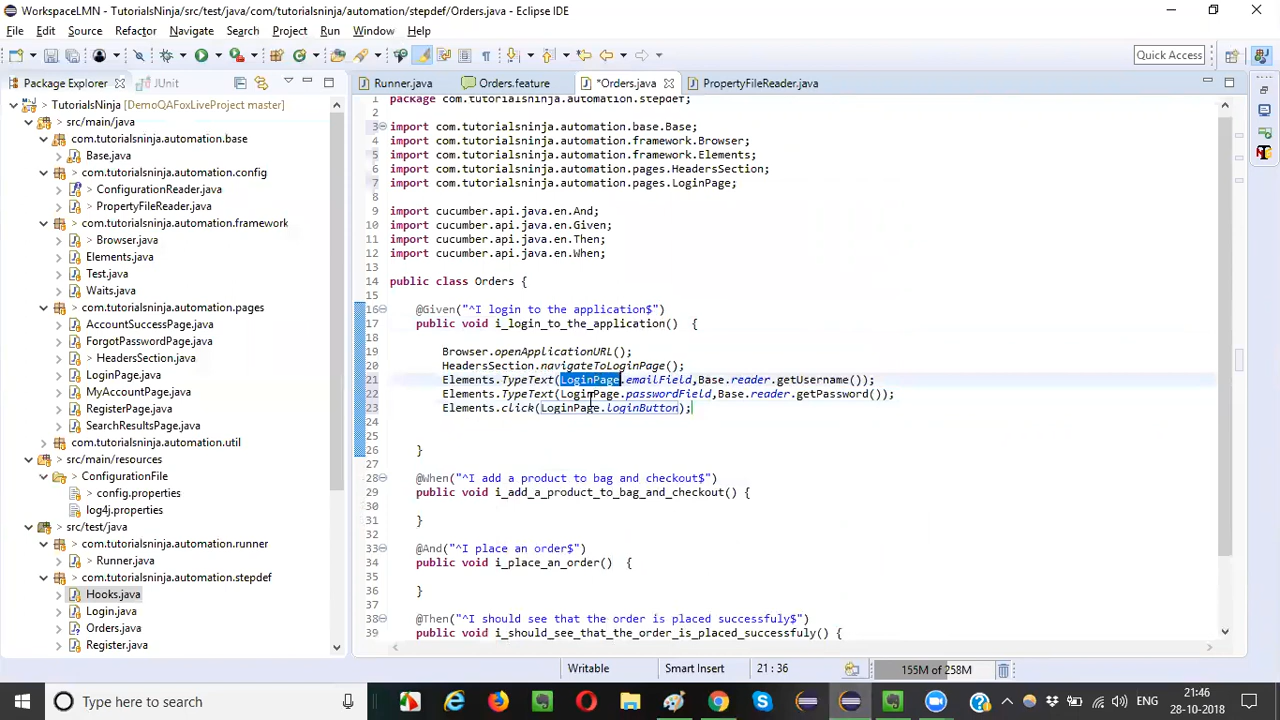 WorkspaceLMN - TutorialsNinja/src/test/java/com/tutorialsninja/automation/stepdef/Orders.java - Eclipse IDE
File Edit Source Refactor Navigate Search Project Run Window Help
Quick Access
Package Explorer JUnit
Runner.java Orders.feature *Orders.java PropertyFileReader.java
TutorialsNinja [DemoQAFoxLiveProject master]
src/main/java
com.tutorialsninja.automation.base
Base.java
com.tutorialsninja.automation.config
> ConfigurationReader.java
> PropertyFileReader.java
com.tutorialsninja.automation.framework
> Browser.java
Elements.java
Test.java
Waits.java
com.tutorialsninja.automation.pages
AccountSuccessPage.java
ForgotPasswordPage.java
> HeadersSection.java
LoginPage.java
MyAccountPage.java
RegisterPage.java
SearchResultsPage.java
com.tutorialsninja.automation.util
src/main/resources
> ConfigurationFile
> config.properties
log4j.properties
src/test/java
com.tutorialsninja.automation.runner
> Runner.java
com.tutorialsninja.automation.stepdef
Hooks.java
Login.java
Orders.java
Register.java
1 package com.tutorialsninja.automation.stepdef;
2
3 import com.tutorialsninja.automation.base.Base;
4 import com.tutorialsninja.automation.framework.Browser;
5 import com.tutorialsninja.automation.framework.Elements;
6 import com.tutorialsninja.automation.pages.HeadersSection;
7 import com.tutorialsninja.automation.pages.LoginPage;
8
9 import cucumber.api.java.en.And;
10 import cucumber.api.java.en.Given;
11 import cucumber.api.java.en.Then;
12 import cucumber.api.java.en.When;
13
14 public class Orders {
15
16 @Given("^I login to the application$")
17 public void i_login_to_the_application() {
18
19 Browser.openApplicationURL();
20 HeadersSection.navigateToLoginPage();
21 Elements.TypeText(LoginPage.emailField,Base.reader.getUsername());
22 Elements.TypeText(LoginPage.passwordField,Base.reader.getPassword());
23 Elements.click(LoginPage.loginButton);
24
25
26 }
27
28 @When("^I add a product to bag and checkout$")
29 public void i_add_a_product_to_bag_and_checkout() {
30
31 }
32
33 @And("^I place an order$")
34 public void i_place_an_order() {
35
36 }
37
38 @Then("^I should see that the order is placed successfuly$")
39 public void i_should_see_that_the_order_is_placed_successfuly() {
Writable Smart Insert 21 : 36 155M of 258M
Type here to search
ENG
21:46
28-10-2018